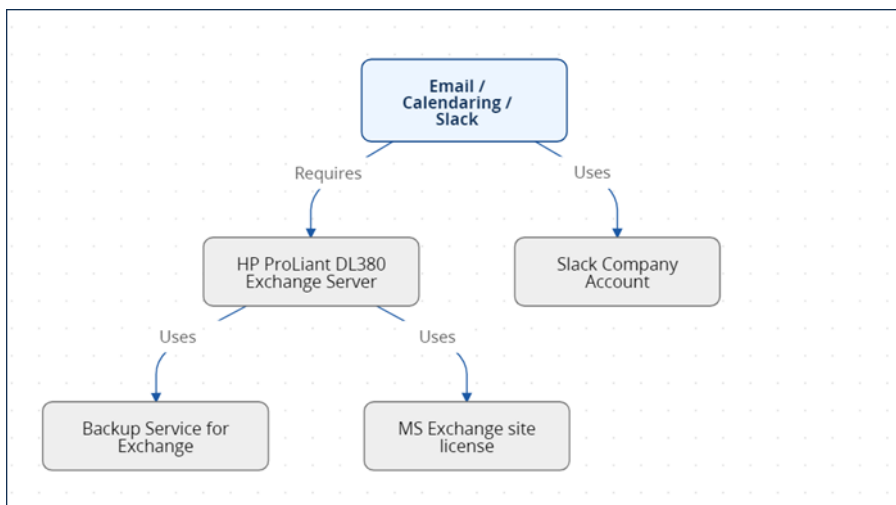 Email /
Calendaring /
Slack
Requires
Uses
HP ProLiant DL380
Exchange Server
Slack Company
Account
Uses
Uses
Backup Service for
Exchange
MS Exchange site
license